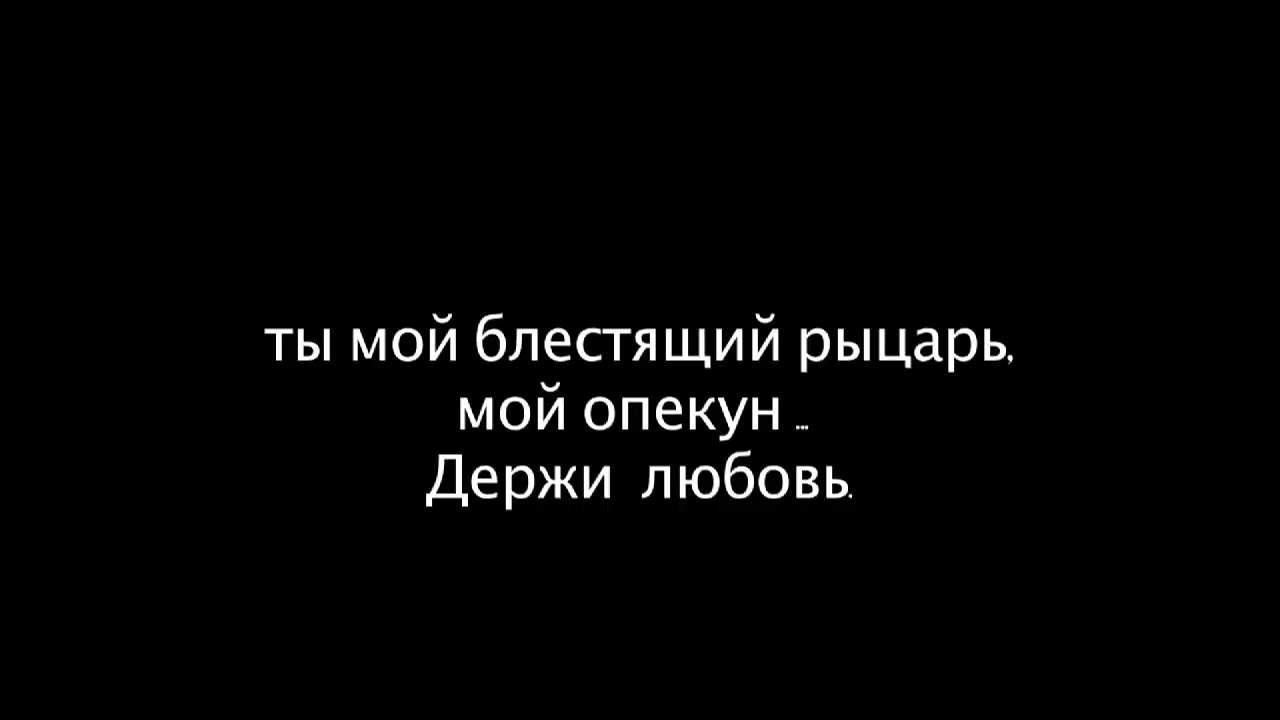 ты мой блестящий рыцарь,
мой опекун ...
Держи любовь.